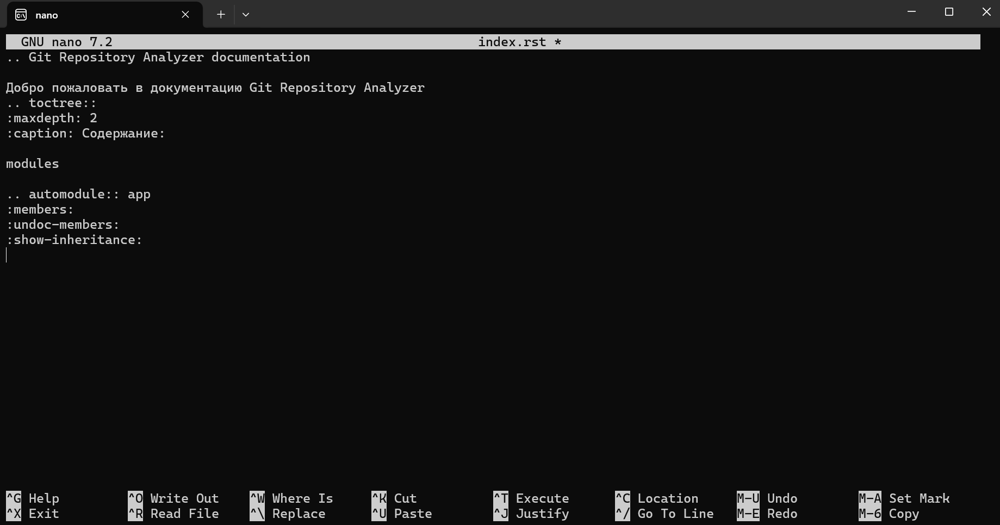 nano
GNU nano 7.2 index.rst *
.. Git Repository Analyzer documentation
Добро пожаловать в документацию Git Repository Analyzer
.. toctree::
:maxdepth: 2
:caption: Содержание:
modules
.. automodule:: app
:members:
:undoc-members:
:show-inheritance:
^G Help ^O Write Out ^W Where Is ^K Cut ^T Execute ^C Location M-U Undo M-A Set Mark
^X Exit ^R Read File ^\ Replace ^U Paste ^J Justify ^/ Go To Line M-E Redo M-6 Copy